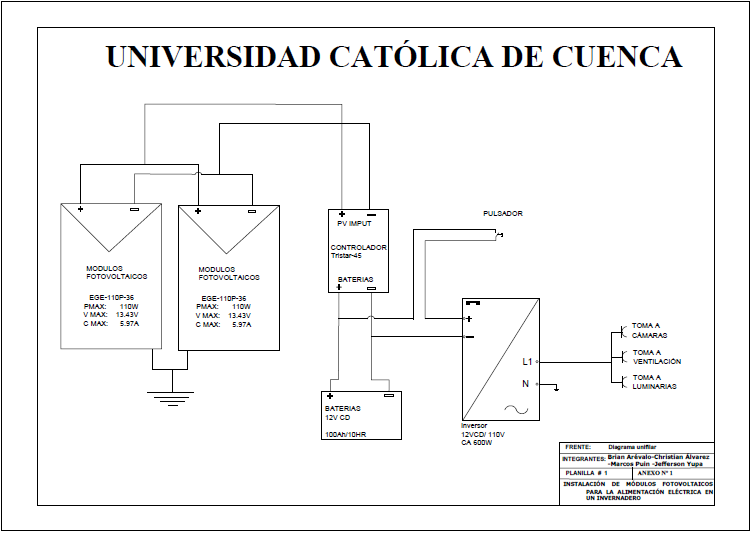 UNIVERSIDAD CATÓLICA DE CUENCA
MODULOS
FOTOVOLTAICOS
EGE-110P-36
PMAX: 110W
V MAX: 13.43V
C MAX: 5.97A
MODULOS
FOTOVOLTAICOS
EGE-110P-36
PMAX: 110W
V MAX: 13.43V
C MAX: 5.97A
PV IMPUT
CONTROLADOR
Tristar-45
BATERIAS
PULSADOR
L1
N
Inversor
12VCD/ 110V
CA 600W
TOMA A
CÁMARAS
TOMA A
VENTILACIÓN
TOMA A
LUMINARIAS
BATERIAS
12V CD
100Ah/10HR
FRENTE: Diagrama unifilar
INTEGRANTES: Brian Arévalo-Christian Álvarez
-Marcos Puin -Jefferson Yupa
PLANILLA # 1 ANEXO Nº 1
INSTALACIÓN DE MÓDULOS FOTOVOLTAICOS
PARA LA ALIMENTACIÓN ELÉCTRICA EN
UN INVERNADERO